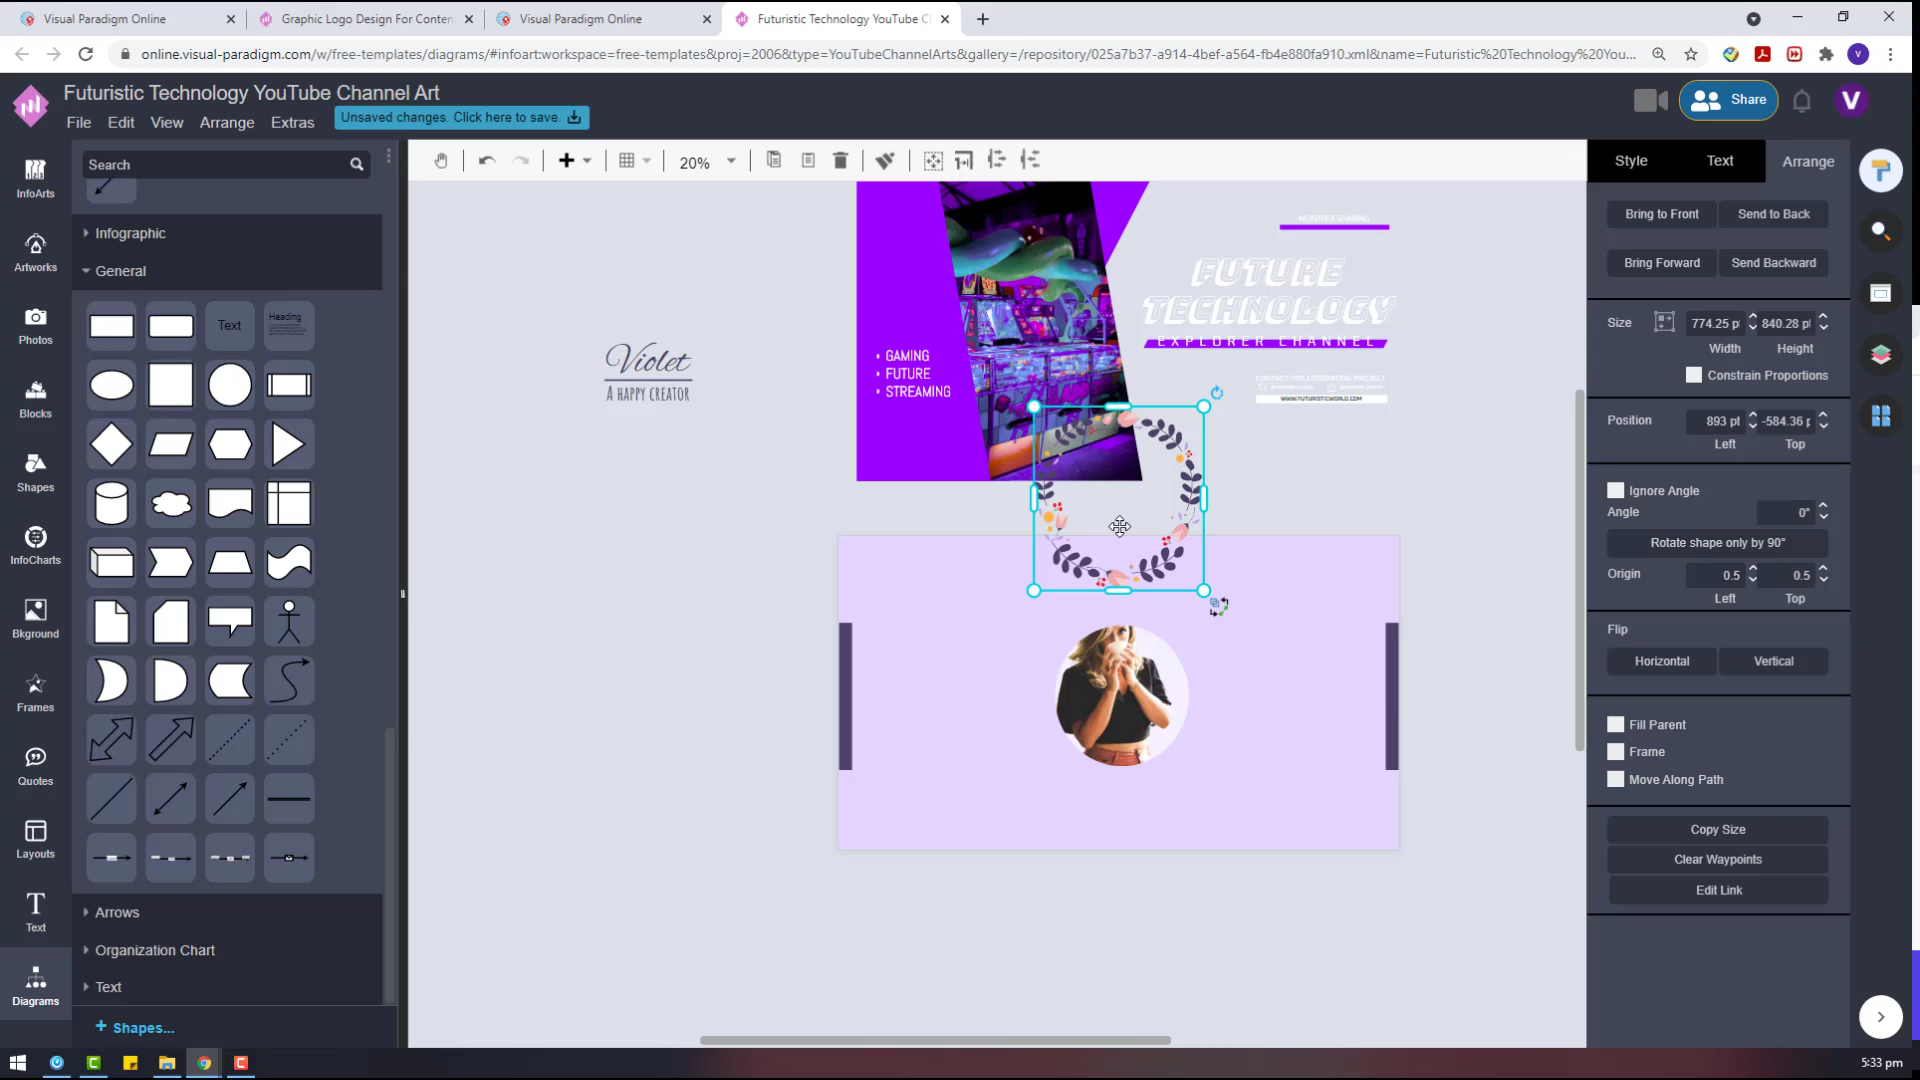 Visual Paradigm Online
Graphic Logo Design For Conten
Visual Paradigm Online
Futuristic Technology YouTube C
online.visual-paradigm.com/w/free-templates/diagrams/#infoart:workspace=free-templates&proj=2006&type=YouTubeChannelArts&gallery=/repository/025a7b37-a914-4bef-a564-fb4e880fa910.xml&name=Futuristic%20Technology%20You...
V
Futuristic Technology YouTube Channel Art
File
Edit
View
Arrange
Extras
Unsaved changes. Click here to save.
Share
V
InfoArts
Artworks
Photos
Blocks
Shapes
InfoCharts
Bkground
Frames
Quotes
Layouts
Text
Diagrams
Search
Infographic
General
Text
Heading
Arrows
Organization Chart
Text
+ Shapes...
20%
Violet
A HAPPY CREATOR
• GAMING
• FUTURE
• STREAMING
MONTHLY SHARING
FUTURE
TECHNOLOGY
EXPLORER CHANNEL
WWW.FUTURISTICWORLD.COM
Style
Text
Arrange
Bring to Front
Send to Back
Bring Forward
Send Backward
Size
774.25 pt
840.28 pt
Width
Height
Constrain Proportions
Position
893 pt
-584.36 p
Left
Top
Ignore Angle
Angle
0°
Rotate shape only by 90°
Origin
0.5
0.5
Left
Top
Flip
Horizontal
Vertical
Fill Parent
Frame
Move Along Path
Copy Size
Clear Waypoints
Edit Link
5:33 pm